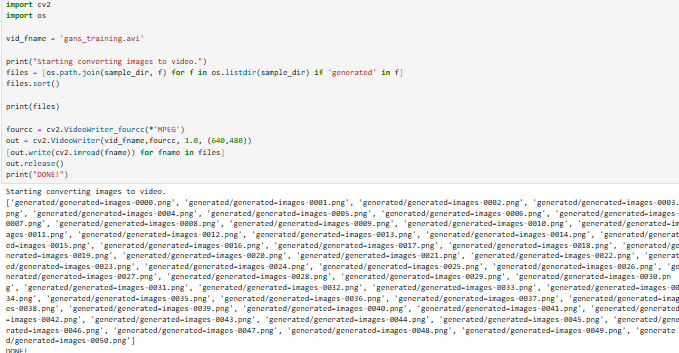 import cv2
import os
vid_fname = 'gans_training.avi'
print("Starting converting images to video.")
files = [os.path.join(sample_dir, f) for f in os.listdir(sample_dir) if 'generated' in f]
files.sort()
print(files)
fourcc = cv2.VideoWriter_fourcc(*'MPEG')
out = cv2.VideoWriter(vid_fname,fourcc, 1.0, (640,480))
[out.write(cv2.imread(fname)) for fname in files]
out.release()
print("DONE!")
Starting converting images to video.
['generated/generated-images-0000.png', 'generated/generated-images-0001.png', 'generated/generated-images-0002.png', 'generated/generated-images-0003.
png', 'generated/generated-images-0004.png', 'generated/generated-images-0005.png', 'generated/generated-images-0006.png', 'generated/generated-images-
0007.png', 'generated/generated-images-0008.png', 'generated/generated-images-0009.png', 'generated/generated-images-0010.png', 'generated/generated-im
ages-0011.png', 'generated/generated-images-0012.png', 'generated/generated-images-0013.png', 'generated/generated-images-0014.png', 'generated/generat
ed-images-0015.png', 'generated/generated-images-0016.png', 'generated/generated-images-0017.png', 'generated/generated-images-0018.png', 'generated/ge
nerated-images-0019.png', 'generated/generated-images-0020.png', 'generated/generated-images-0021.png', 'generated/generated-images-0022.png', 'generat
ed/generated-images-0023.png', 'generated/generated-images-0024.png', 'generated/generated-images-0025.png', 'generated/generated-images-0026.png', 'ge
nerated/generated-images-0027.png', 'generated/generated-images-0028.png', 'generated/generated-images-0029.png', 'generated/generated-images-0030.pn
g', 'generated/generated-images-0031.png', 'generated/generated-images-0032.png', 'generated/generated-images-0033.png', 'generated/generated-images-00
34.png', 'generated/generated-images-0035.png', 'generated/generated-images-0036.png', 'generated/generated-images-0037.png', 'generated/generated-imag
es-0038.png', 'generated/generated-images-0039.png', 'generated/generated-images-0040.png', 'generated/generated-images-0041.png', 'generated/generated
-images-0042.png', 'generated/generated-images-0043.png', 'generated/generated-images-0044.png', 'generated/generated-images-0045.png', 'generated/gene
rated-images-0046.png', 'generated/generated-images-0047.png', 'generated/generated-images-0048.png', 'generated/generated-images-0049.png', 'generate
d/generated-images-0050.png']
DONE!